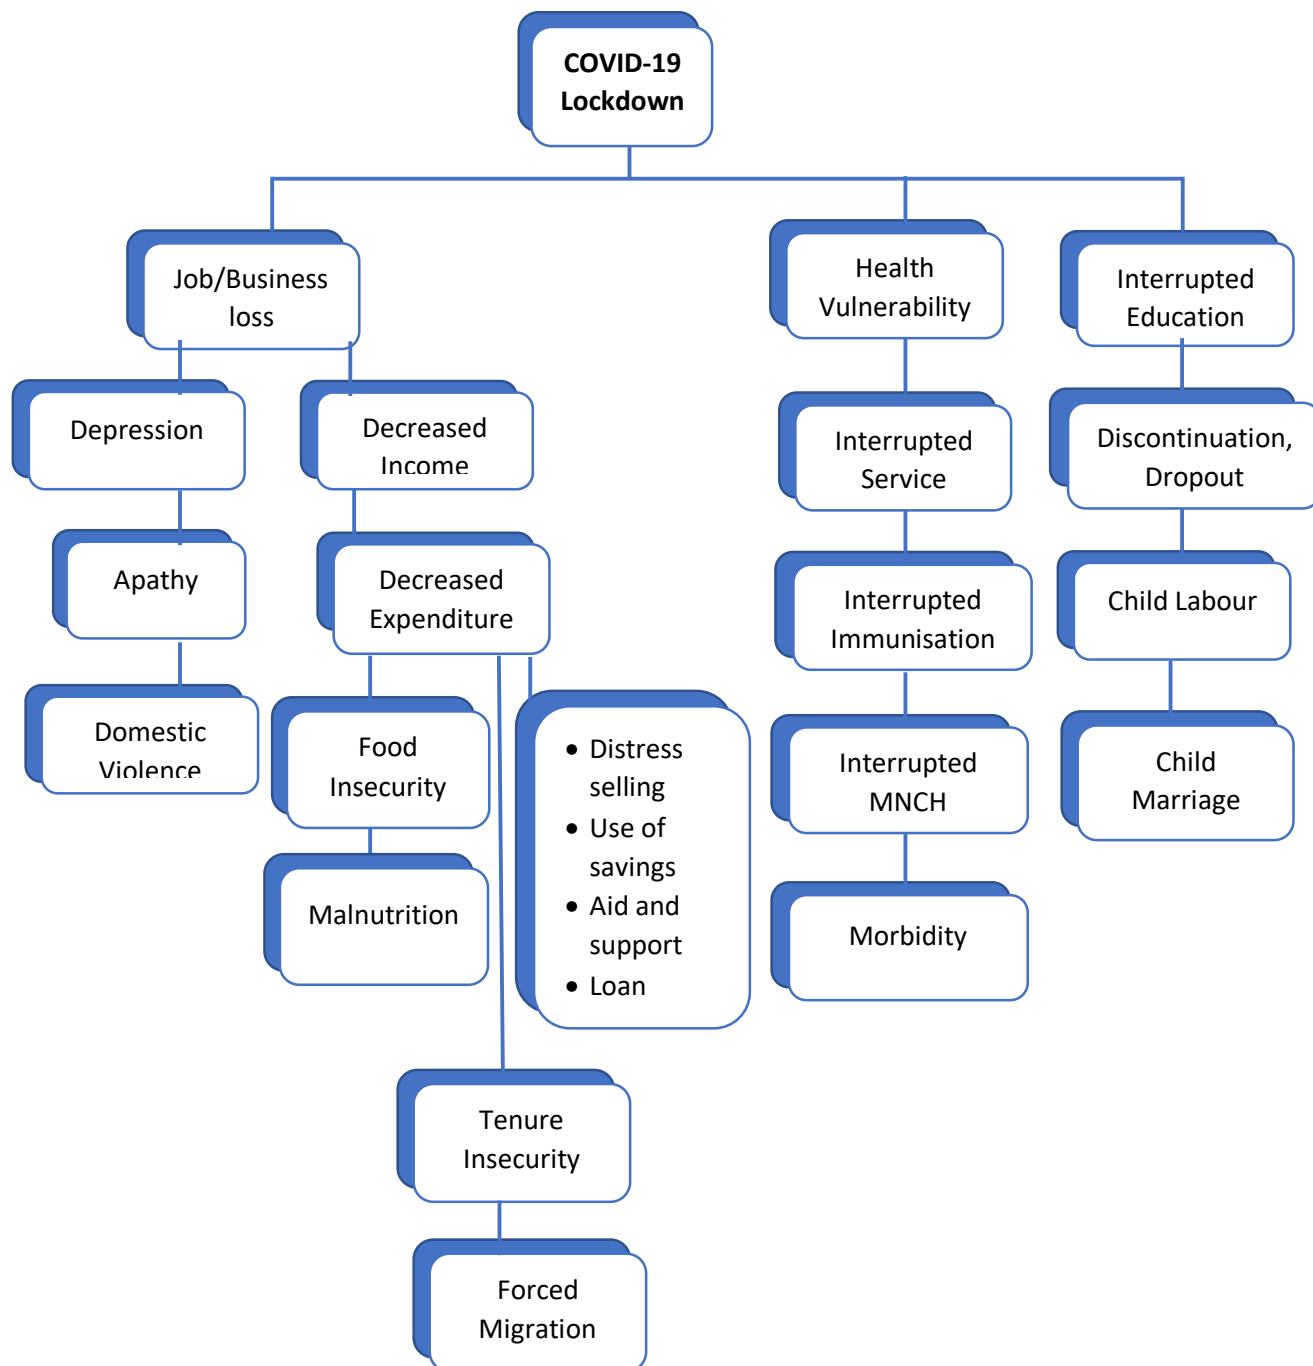 COVID-19
Lockdown
Job/Business
loss
Health
Vulnerability
Interrupted
Education
Depression
Decreased
Income
Interrupted
Service
Discontinuation,
Dropout
Apathy
Decreased
Expenditure
Interrupted
Immunisation
Child Labour
Domestic
Violence
Food
Insecurity
• Distress
selling
• Use of
savings
• Aid and
support
• Loan
Interrupted
MNCH
Child
Marriage
Malnutrition
Morbidity
Tenure
Insecurity
Forced
Migration